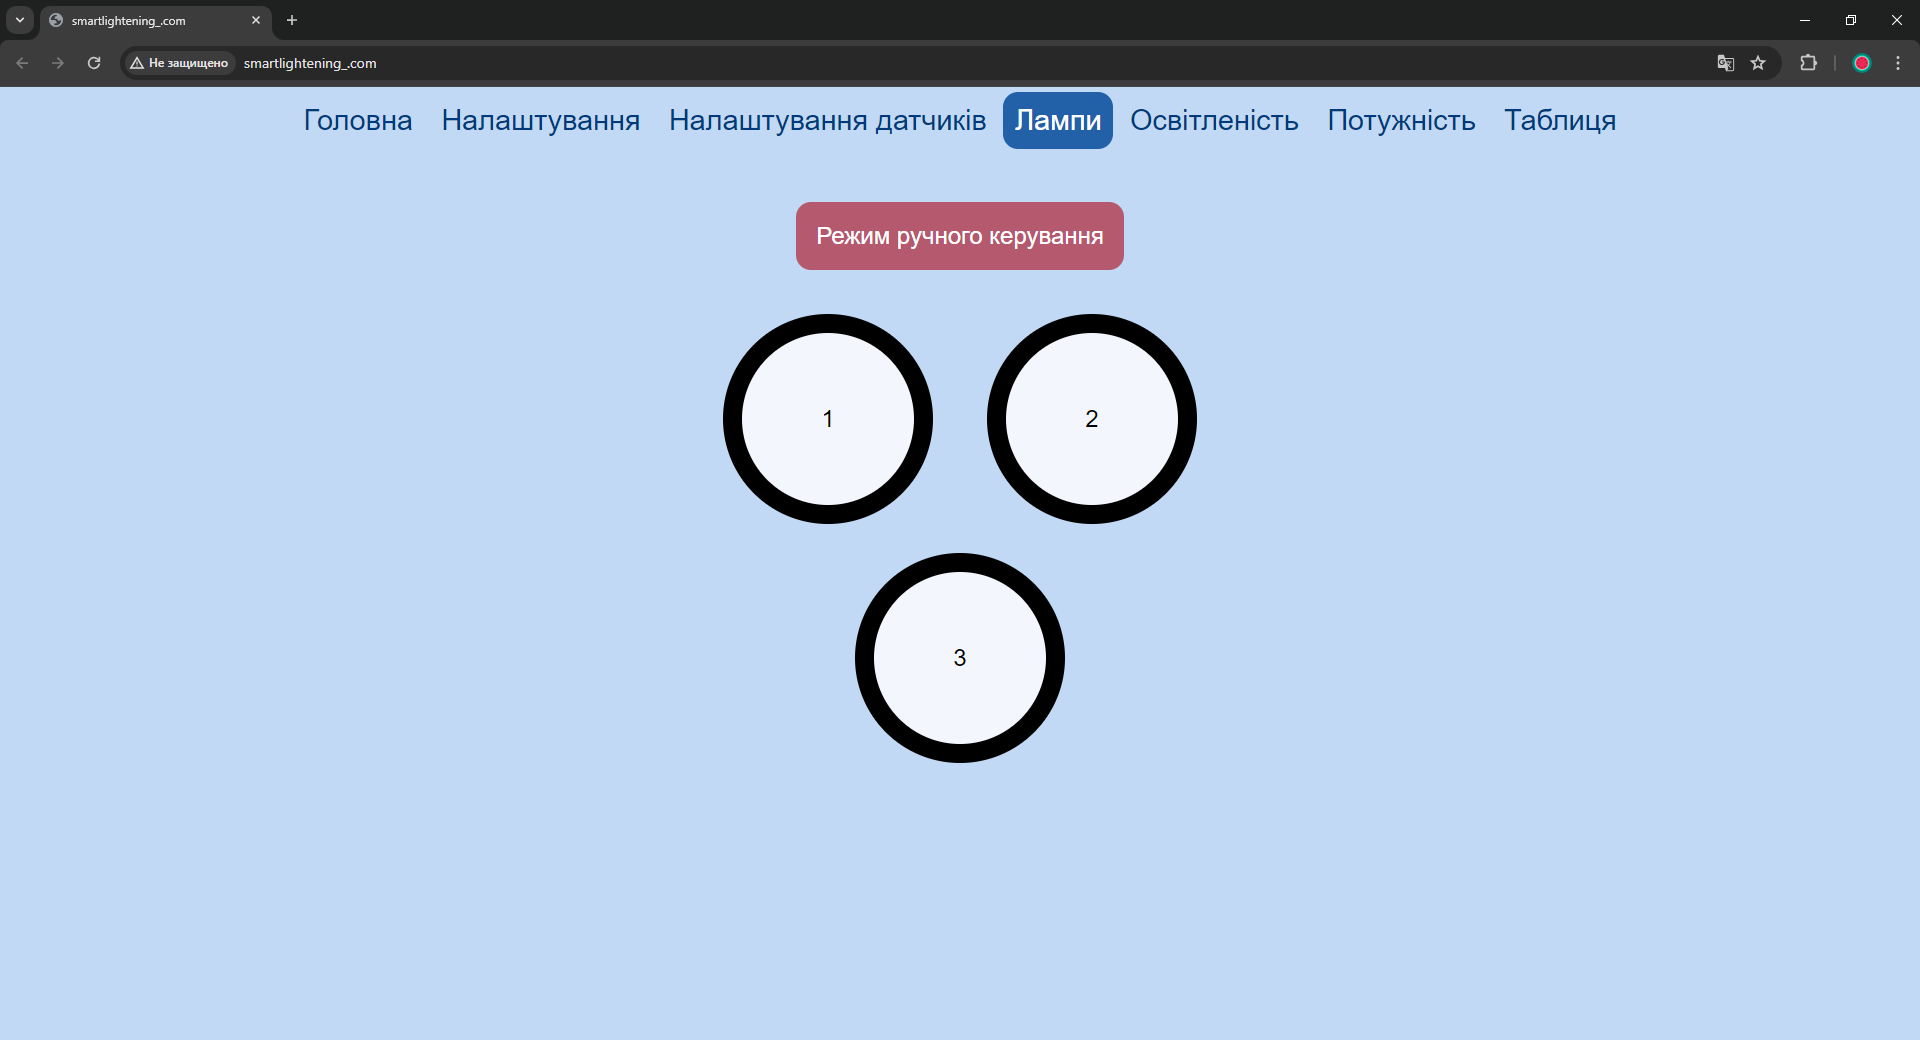 smartlightening_.com
Не защищено smartlightening_.com
Головна Налаштування Налаштування датчиків Лампи Освітленість Потужність Таблиця
Режим ручного керування
1 2
3